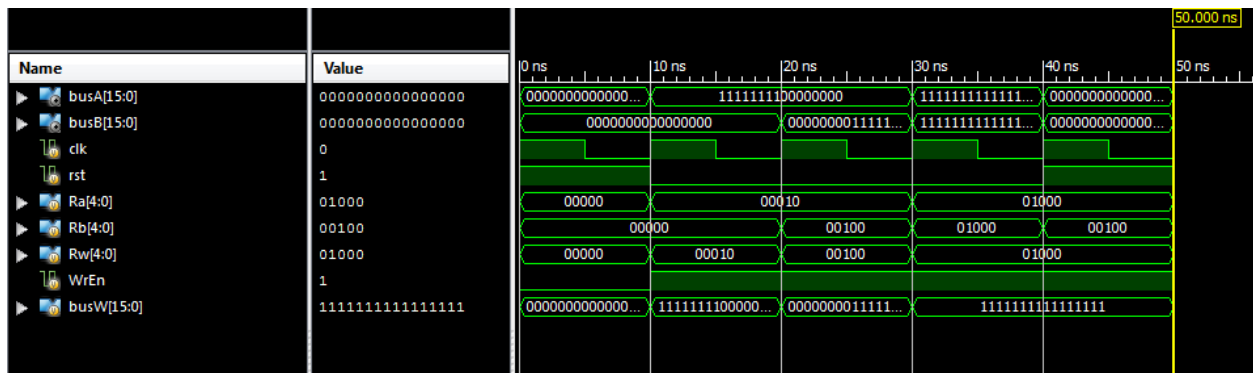 50.000 ns
Name Value 0 ns 10 ns 20 ns 30 ns 40 ns 50 ns
busA[15:0] 0000000000000000 0000000000000... 1111111100000000 1111111111111... 0000000000000...
busB[15:0] 0000000000000000 0000000000000000 0000000011111... 1111111111111... 0000000000000...
clk 0
rst 1
Ra[4:0] 01000 00000 00010 01000
Rb[4:0] 00100 00000 00100 01000 00100
Rw[4:0] 01000 00000 00010 00100 01000
WrEn 1
busW[15:0] 1111111111111111 0000000000000... 1111111100000... 0000000011111... 1111111111111111